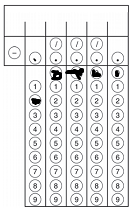 / / /
− . . . . .
1 1 1 1 1
2 2 2 2
3 3 3 3 3
4 4 4 4 4
5 5 5 5 5
6 6 6 6 6
7 7 7 7 7
8 8 8 8 8
9 9 9 9 9